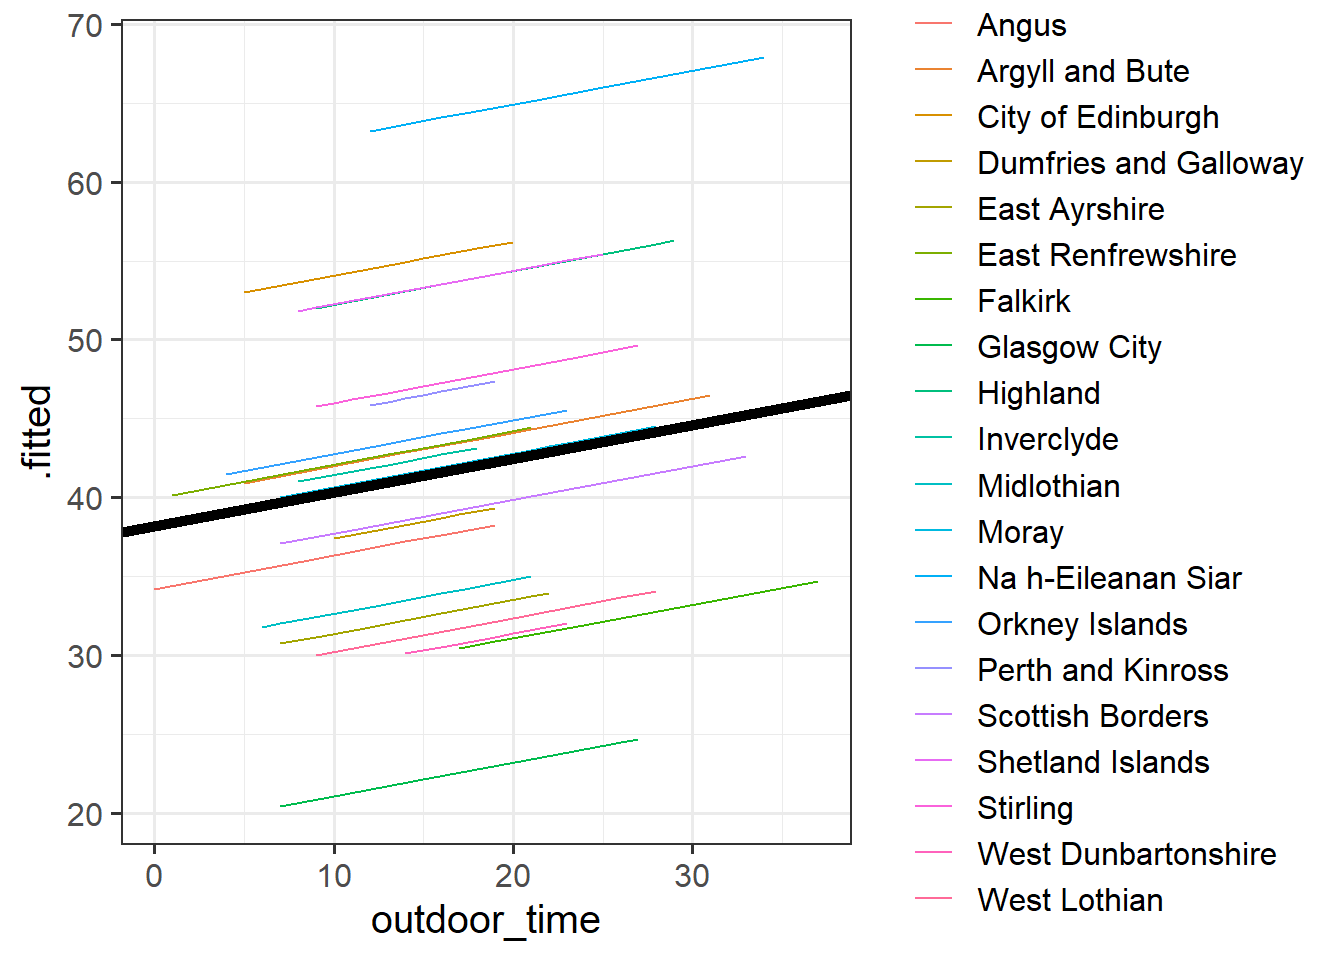 70
60
50
40
30
20
.fitted
0 10 20 30
outdoor_time
Angus
Argyll and Bute
City of Edinburgh
Dumfries and Galloway
East Ayrshire
East Renfrewshire
Falkirk
Glasgow City
Highland
Inverclyde
Midlothian
Moray
Na h-Eileanan Siar
Orkney Islands
Perth and Kinross
Scottish Borders
Shetland Islands
Stirling
West Dunbartonshire
West Lothian